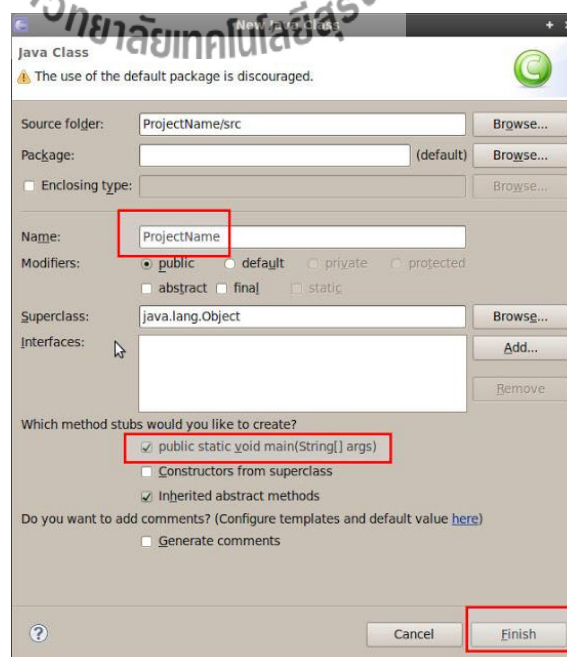 มหาวิทยาลัยเทคโนโลยีสุร
New Java Class
Java Class
The use of the default package is discouraged.
Source folder: ProjectName/src Browse...
Package: (default) Browse...
Enclosing type: Browse...
Name: ProjectName
Modifiers: public default private protected
abstract final static
Superclass: java.lang.Object Browse...
Interfaces: Add...
Remove
Which method stubs would you like to create?
public static void main(String[] args)
Constructors from superclass
Inherited abstract methods
Do you want to add comments? (Configure templates and default value here)
Generate comments
Cancel Finish